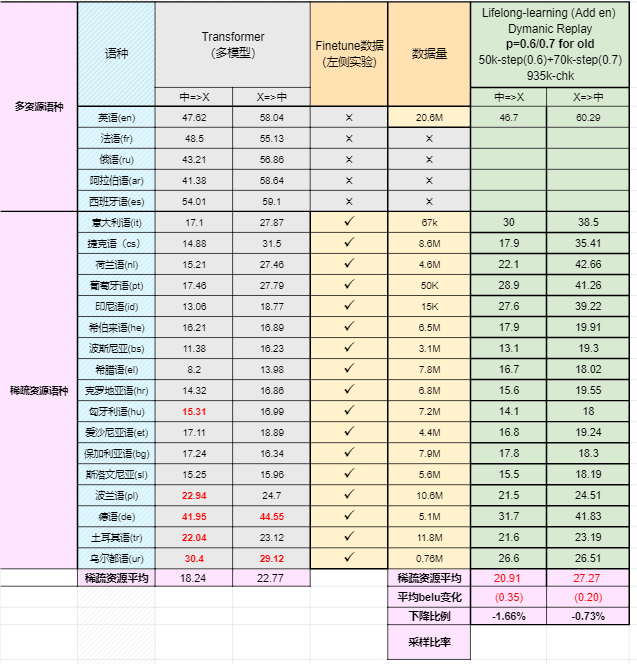 语种 Transformer (多模型) Finetune数据 (左侧实验) 数据量 Lifelong-learning (Add en) Dymanic Replay p=0.6/0.7 for old 50k-step(0.6)+70k-step(0.7) 935k-chk
中=>X X=>中 中=>X X=>中
多资源语种
英语(en) 47.62 58.04 × 20.6M 46.7 60.29
法语(fr) 48.5 55.13 × ×
俄语(ru) 43.21 56.86 × ×
阿拉伯语(ar) 41.38 58.64 × ×
西班牙语(es) 54.01 59.1 × ×
稀疏资源语种
意大利语(it) 17.1 27.87 ✓ 67k 30 38.5
捷克语（cs） 14.88 31.5 ✓ 8.6M 17.9 35.41
荷兰语(nl) 15.21 27.46 ✓ 4.6M 22.1 42.66
葡萄牙语(pt) 17.46 27.79 ✓ 50K 28.9 41.26
印尼语(id) 13.06 18.77 ✓ 15K 27.6 39.22
希伯来语(he) 16.21 16.89 ✓ 6.5M 17.9 19.91
波斯尼亚(bs) 11.38 16.23 ✓ 3.1M 13.1 19.3
希腊语(el) 8.2 13.98 ✓ 7.8M 16.7 18.02
克罗地亚语(hr) 14.32 16.86 ✓ 6.8M 15.6 19.55
匈牙利语(hu) 15.31 16.99 ✓ 7.2M 14.1 18
爱沙尼亚语(et) 17.11 18.89 ✓ 4.4M 16.8 19.24
保加利亚语(bg) 17.24 16.34 ✓ 7.9M 17.8 18.3
斯洛文尼亚(sl) 15.25 15.96 ✓ 5.6M 15.5 18.19
波兰语(pl) 22.94 24.7 ✓ 10.6M 21.5 24.51
德语(de) 41.95 44.55 ✓ 5.1M 31.7 41.83
土耳其语(tr) 22.04 23.12 ✓ 11.8M 21.6 23.19
乌尔都语(ur) 30.4 29.12 ✓ 0.76M 26.6 26.51
稀疏资源平均 18.24 22.77 稀疏资源平均 20.91 27.27
平均belu变化 (0.35) (0.20)
下降比例 -1.66% -0.73%
采样比率